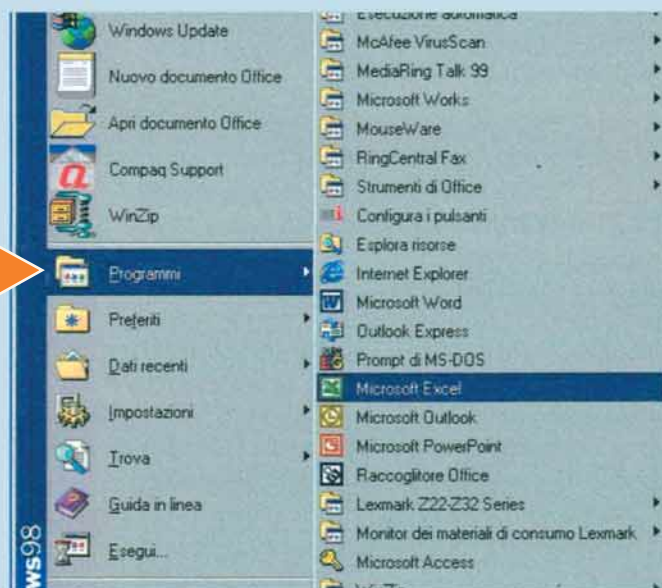 Windows Update
Nuovo documento Office
Apri documento Office
Compaq Support
WinZip
Programmi
Preferiti
Dati recenti
Impostazioni
Trova
Guida in linea
Esegui...
ws98
Esecuzione automatica
McAfee VirusScan
MediaRing Talk 99
Microsoft Works
MouseWare
RingCentral Fax
Strumenti di Office
Configura i pulsanti
Esplora risorse
Internet Explorer
Microsoft Word
Outlook Express
Prompt di MS-DOS
Microsoft Excel
Microsoft Outlook
Microsoft PowerPoint
Raccoglitore Office
Lexmark Z22-Z32 Series
Monitor dei materiali di consumo Lexmark
Microsoft Access